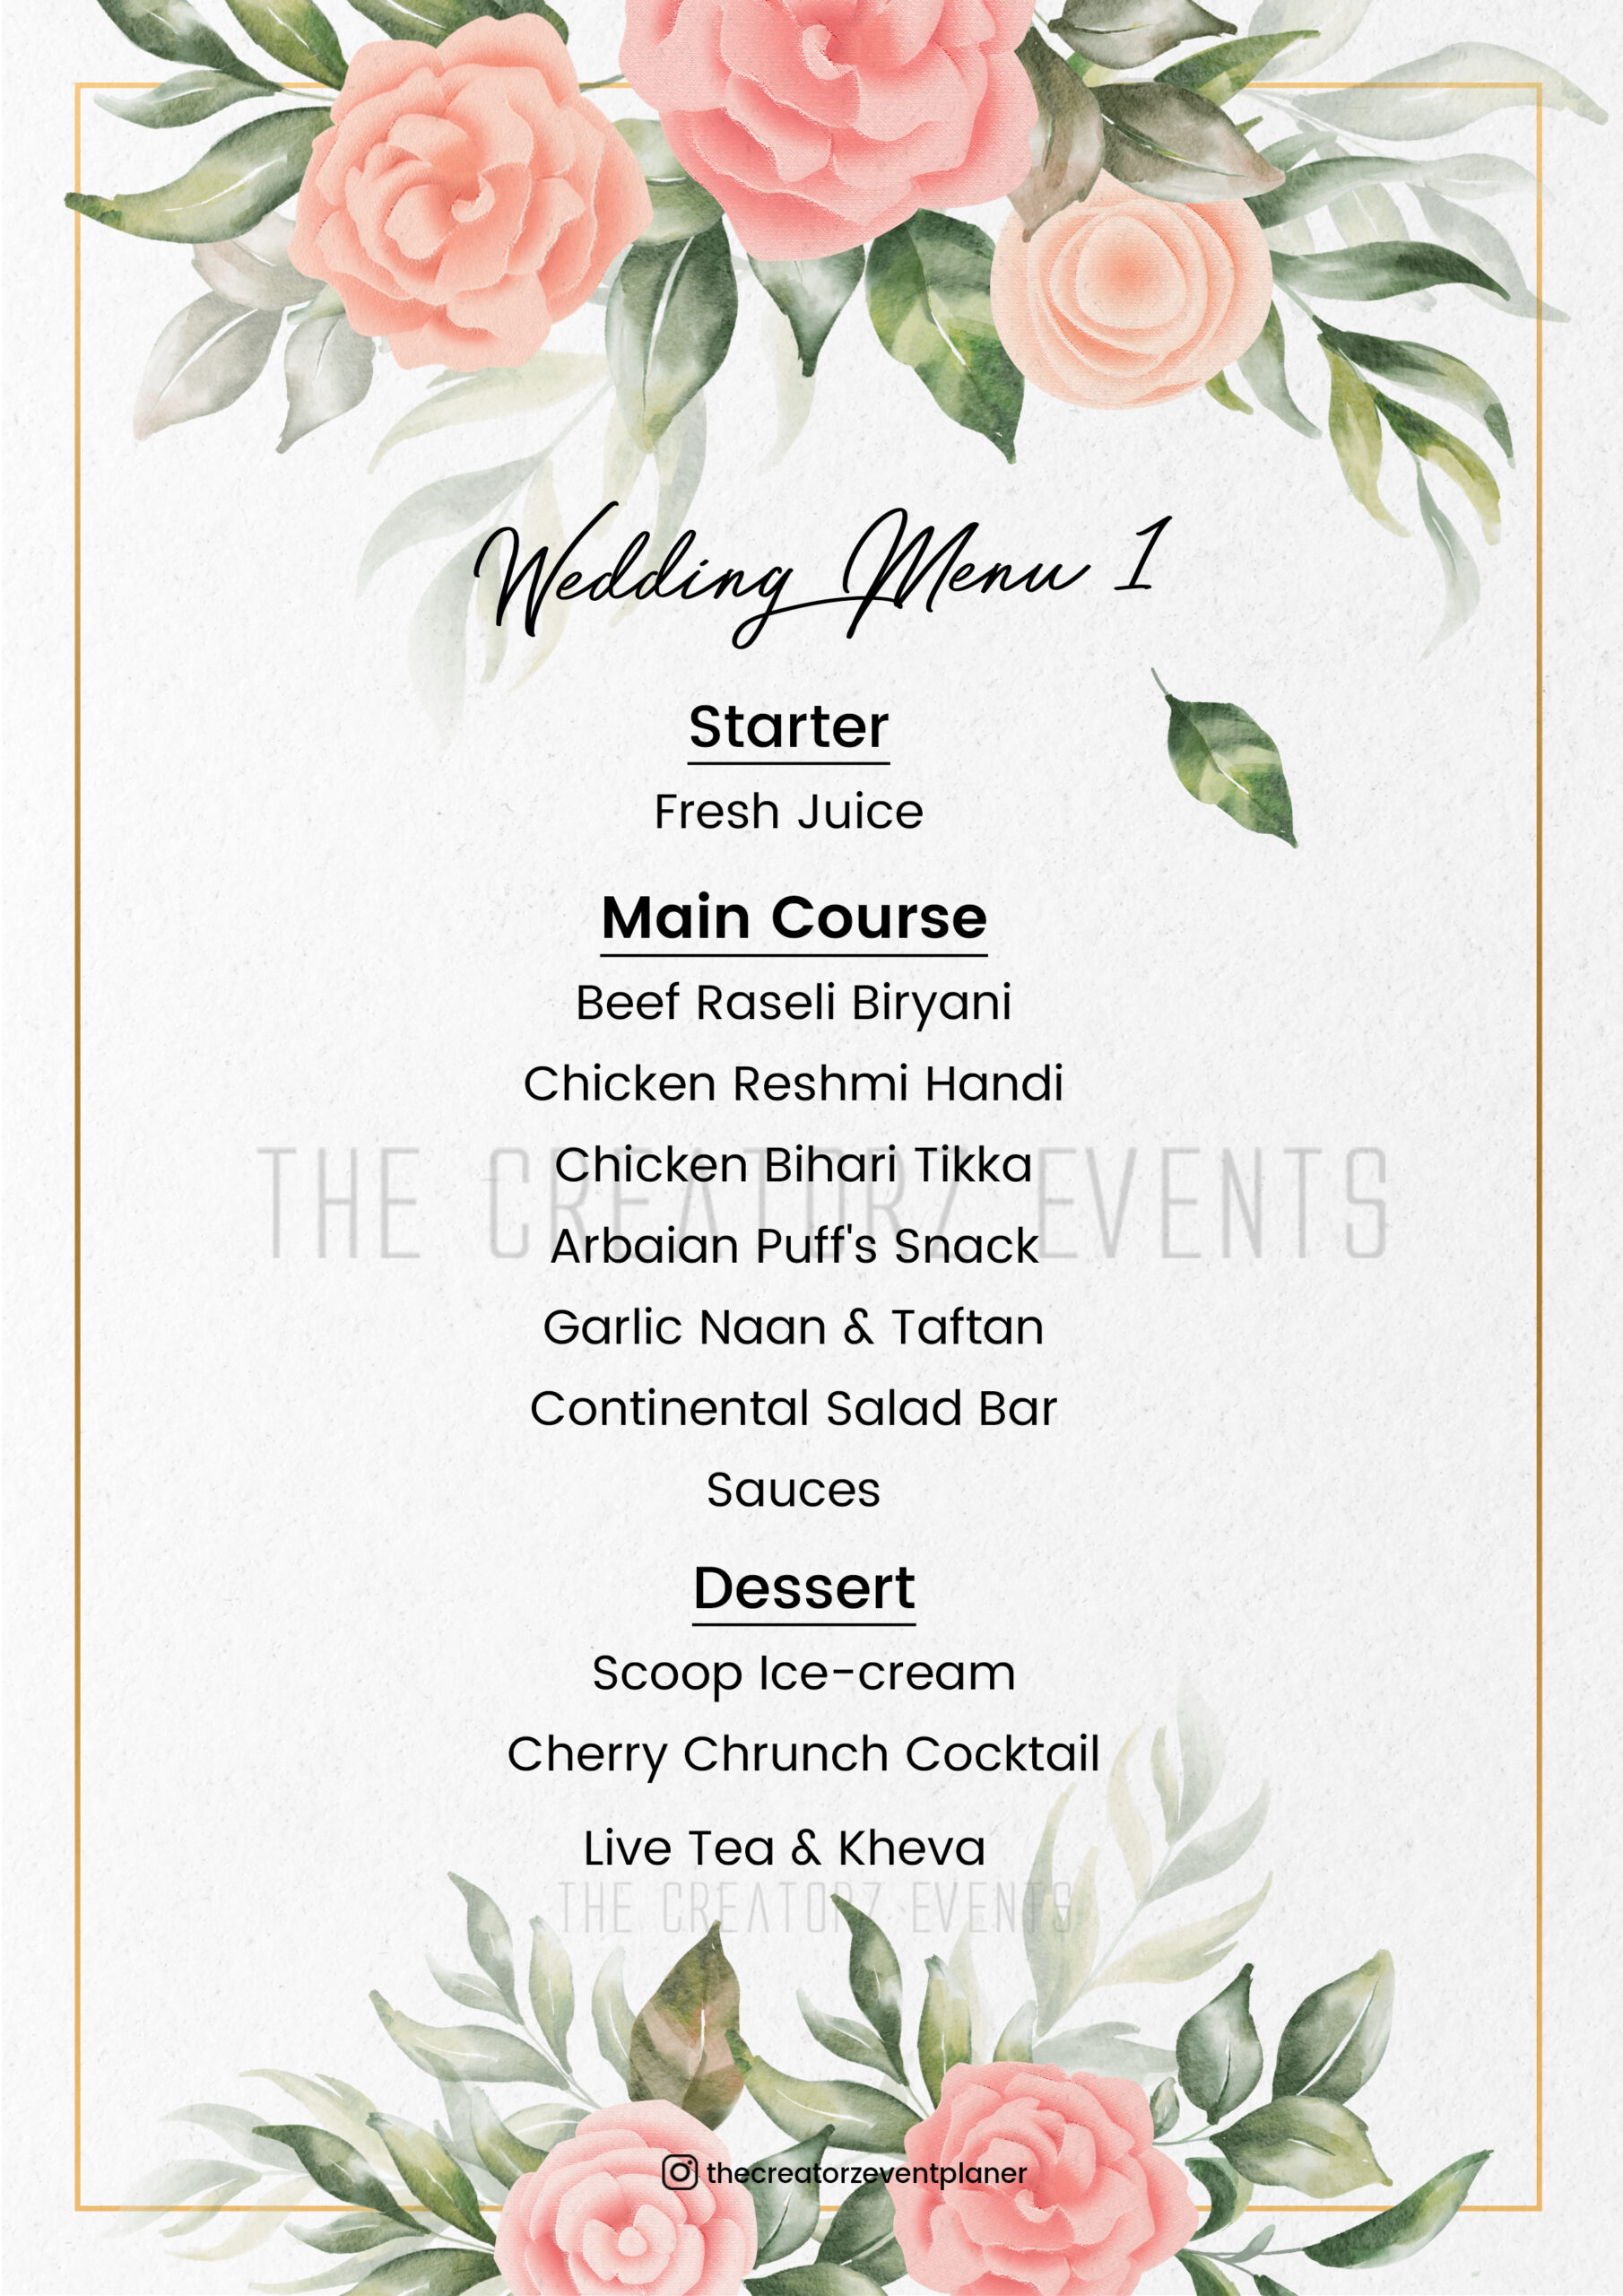 Wedding Menu 1
Starter
Fresh Juice
Main Course
Beef Raseli Biryani
Chicken Reshmi Handi
Chicken Bihari Tikka
THE CREATORZ EVENTS
Arbaian Puff's Snack
Garlic Naan & Taftan
Continental Salad Bar
Sauces
Dessert
Scoop Ice-cream
Cherry Chrunch Cocktail
Live Tea & Kheva
THE CREATORZ EVENTS
thecreatorzeventplaner